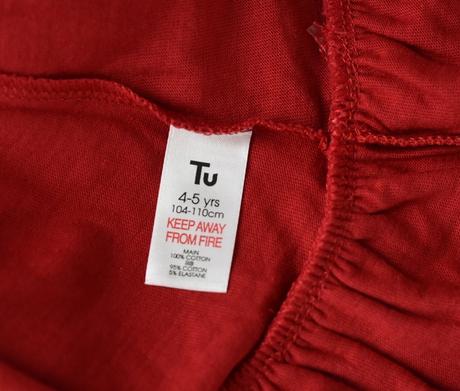 Tu
4-5 yrs
104-110cm
KEEP AWAY
FROM FIRE
MAIN
100% COTTON
RIB
95% COTTON
5% ELASTANE